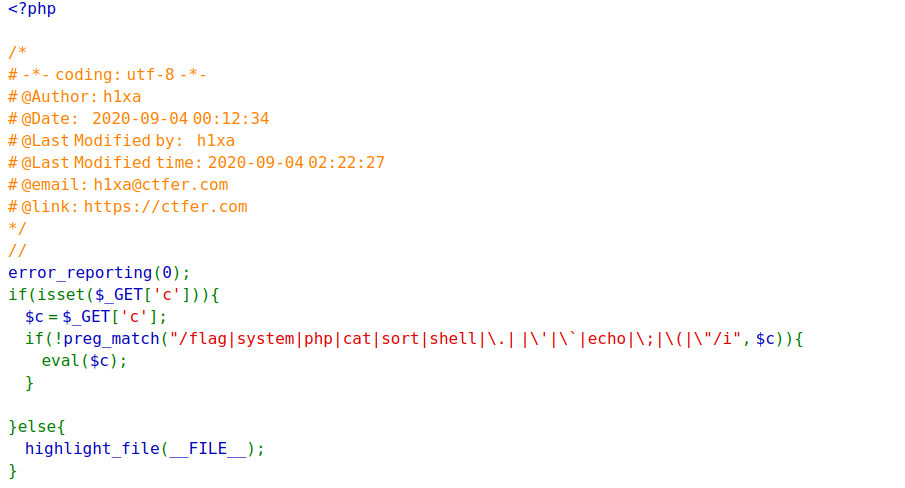 <?php
/*
# -*- coding: utf-8 -*-
# @Author: h1xa
# @Date:   2020-09-04 00:12:34
# @Last Modified by:   h1xa
# @Last Modified time: 2020-09-04 02:22:27
# @email: h1xa@ctfer.com
# @link: https://ctfer.com
*/
//
error_reporting(0);
if(isset($_GET['c'])){
    $c = $_GET['c'];
    if(!preg_match("/flag|system|php|cat|sort|shell|\.| |\'|\`|echo|\;|\(|\"/i", $c)){
        eval($c);
    }
}else{
    highlight_file(__FILE__);
}